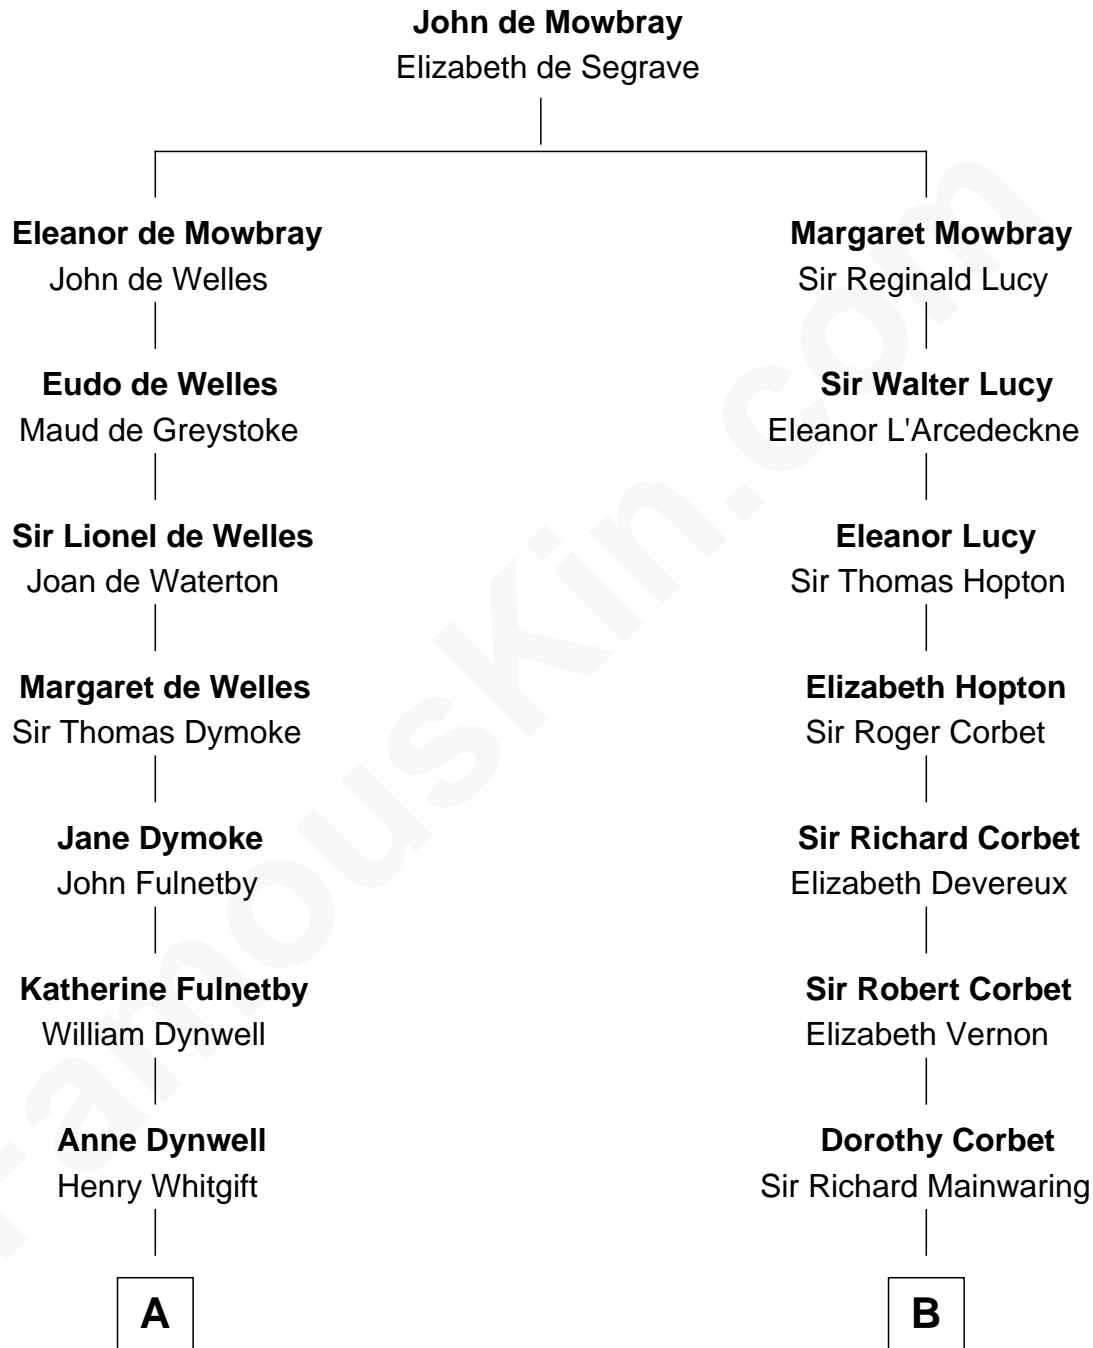 John de Mowbray
Elizabeth de Segrave
Eleanor de Mowbray
John de Welles
Margaret Mowbray
Sir Reginald Lucy
Eudo de Welles
Maud de Greystoke
Sir Walter Lucy
Eleanor L'Arcedeckne
Sir Lionel de Welles
Joan de Waterton
Eleanor Lucy
Sir Thomas Hopton
Margaret de Welles
Sir Thomas Dymoke
Elizabeth Hopton
Sir Roger Corbet
Jane Dymoke
John Fulnetby
Sir Richard Corbet
Elizabeth Devereux
Katherine Fulnetby
William Dynwell
Sir Robert Corbet
Elizabeth Vernon
Anne Dynwell
Henry Whitgift
Dorothy Corbet
Sir Richard Mainwaring
A
B
FamousKin.com